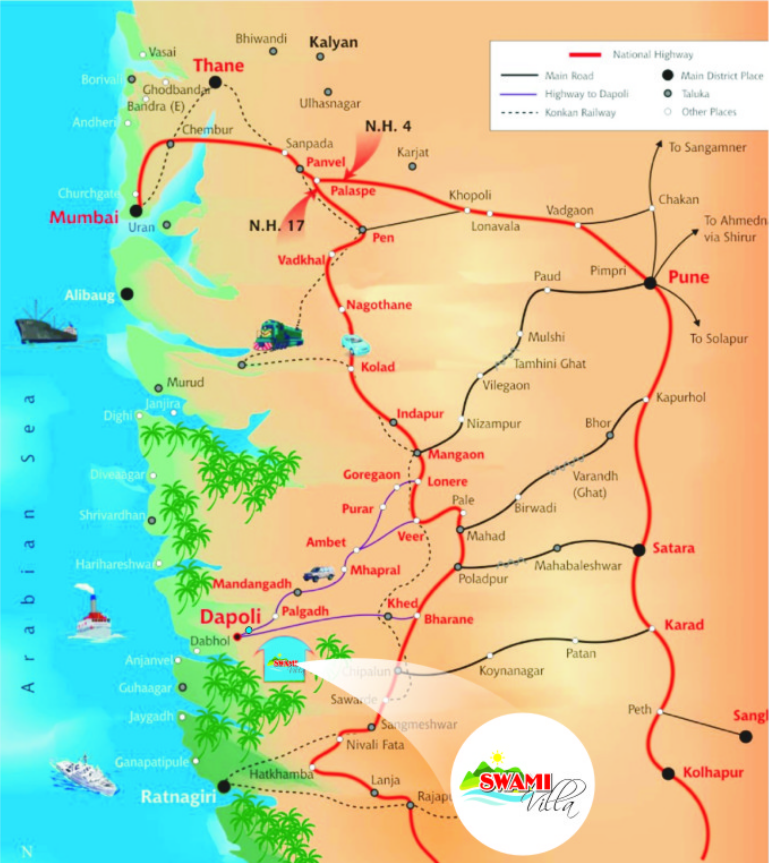 Bhiwandi
Kalyan
Vasai
Thane
Borivali
Ghodbandar
Bandra (E)
Ulhasnagar
Andheri
Chembur
N.H. 4
Sanpada
Panvel
Karjat
Palaspe
Churchgate
Mumbai
Uran
N.H. 17
Pen
Khopoli
Lonavala
Vadgaon
Chakan
To Sangamner
To Ahmedn
via Shirur
Vadkhal
Paud
Pimpri
Pune
Alibaug
Nagothane
Mulshi
To Solapur
Tamhini Ghat
Kolad
Murud
Vilegaon
Janjira
Dighi
Indapur
Nizampur
Kapurhol
Bhor
Mangaon
Goregaon
Lonere
Diveaagar
Varandh
(Ghat)
Purar
Pale
Birwadi
Shrivardhan
Veer
Mahad
Ambet
Satara
Harihareshwar
Mhapral
Mahabaleshwar
Mandangadh
Poladpur
Palgadh
Khed
Dapoli
Bharane
Karad
Dabhol
Patan
Anjanvel
Chipalun
Koynanagar
Guhaagar
Sawarde
Jaygadh
Peth
Sangl
Sangmeshwar
Nivali Fata
Ganapatipule
Hatkhamba
Kolhapur
Lanja
Ratnagiri
Rajapu
Arabian Sea
N
National Highway
Main Road
Main District Place
Highway to Dapoli
Taluka
Konkan Railway
Other Places
SWAMI
SWAMI
Villa